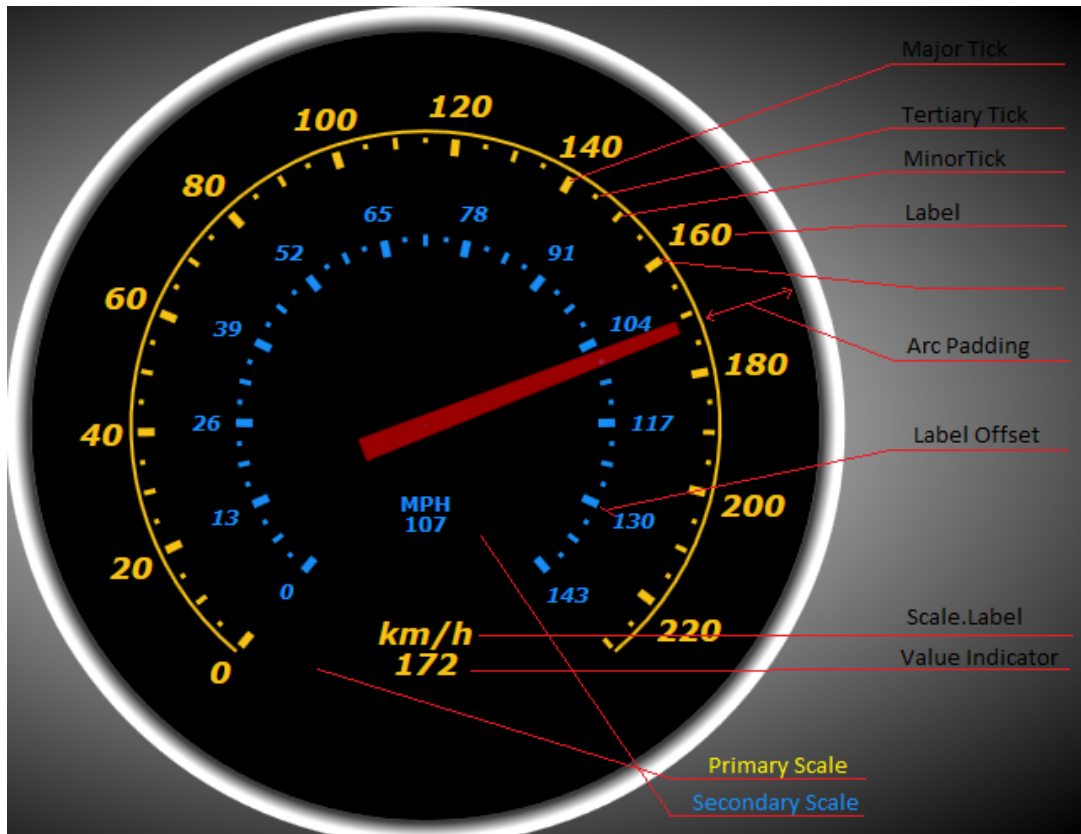 Major Tick
120
100
140
Tertiary Tick
MinorTick
80
Label
65
78
160
52
91
60
39
104
Arc Padding
180
40
26
117
Label Offset
MPH
200
13
107
130
20
0
143
Scale.Label
km/h
220
0
172
Value Indicator
Primary Scale
Secondary Scale